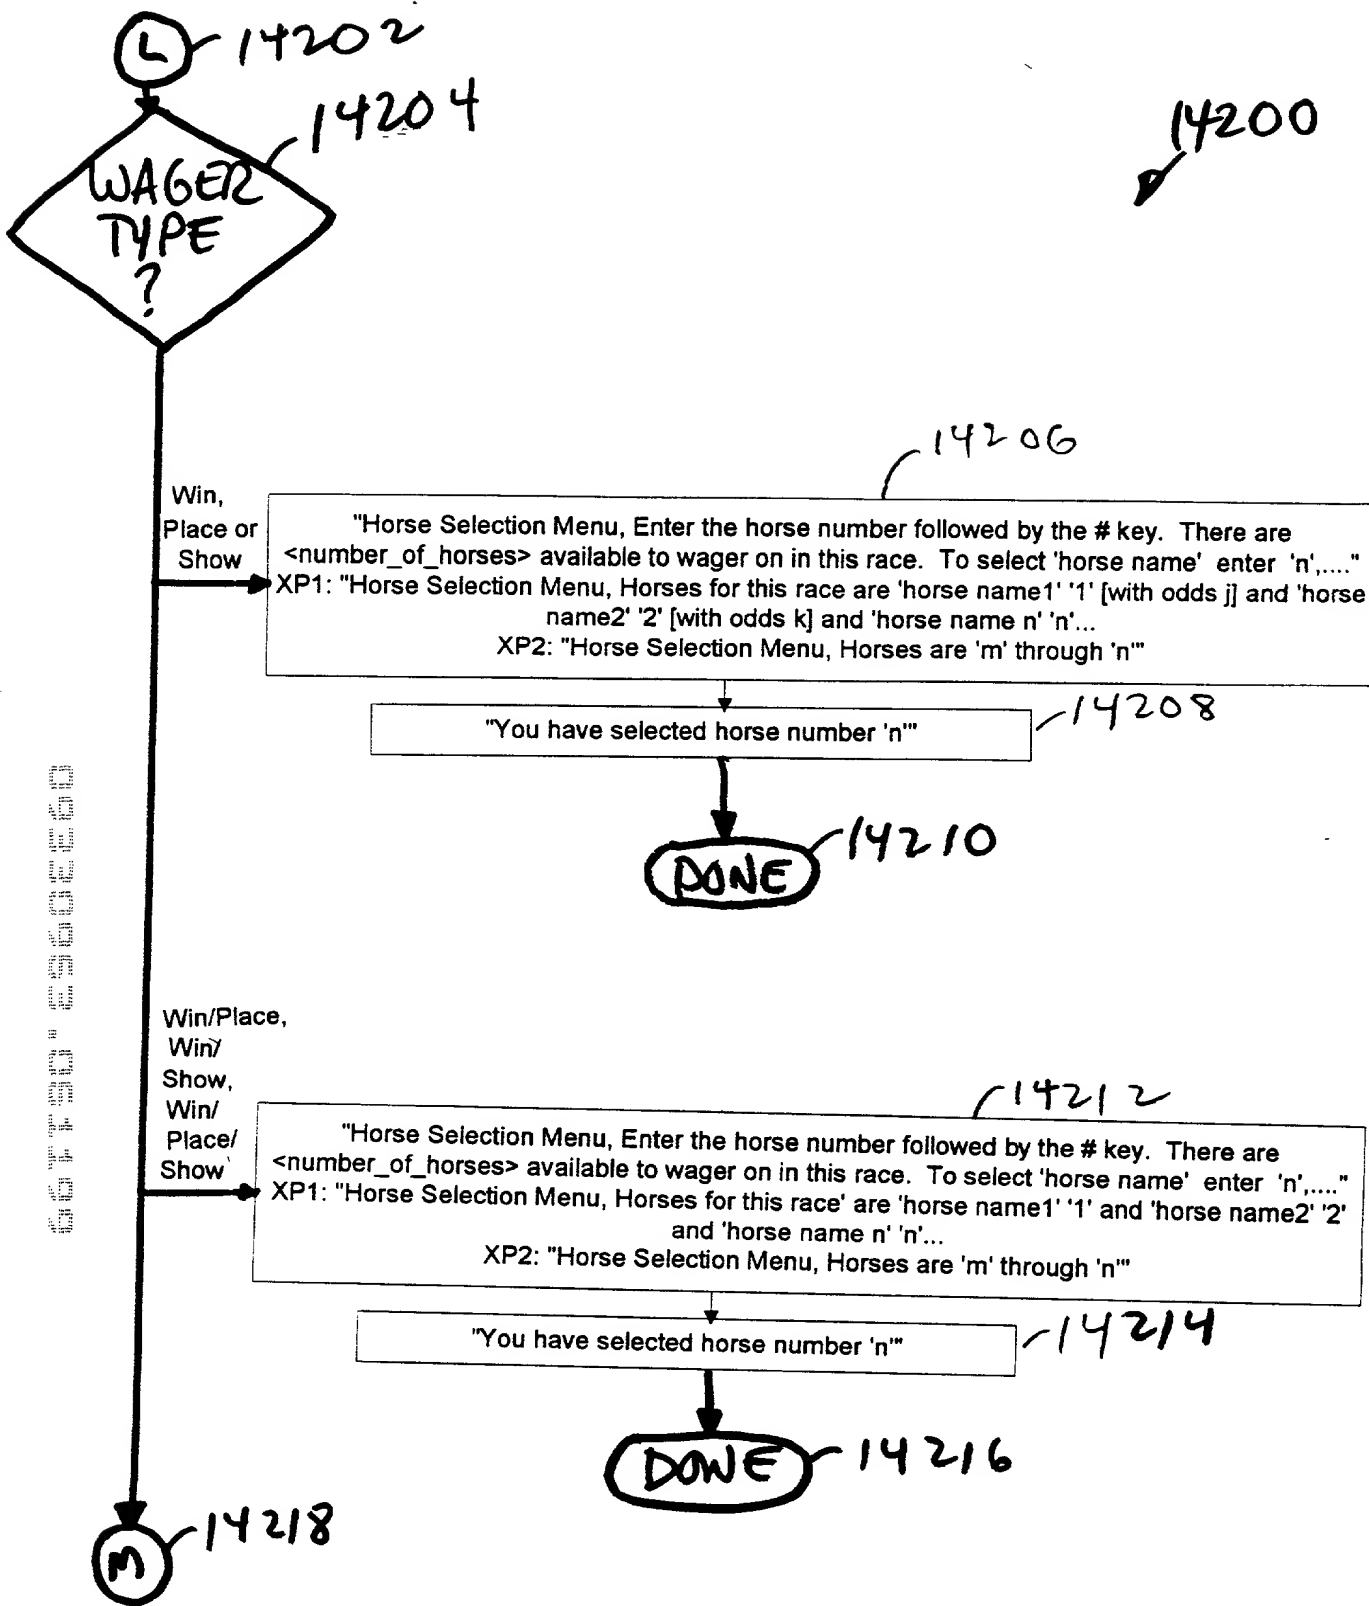 L 14202
14204
14200
WAGER
TYPE
?
14206
Win,
Place or
Show
"Horse Selection Menu, Enter the horse number followed by the # key. There are
<number_of_horses> available to wager on in this race. To select 'horse name' enter 'n',...."
XP1: "Horse Selection Menu, Horses for this race are 'horse name1' '1' [with odds j] and 'horse
name2' '2' [with odds k] and 'horse name n' 'n'...
XP2: "Horse Selection Menu, Horses are 'm' through 'n'"
14208
"You have selected horse number 'n'"
14210
DONE
Win/Place,
Win/
Show,
Win/
Place/
Show
14212
"Horse Selection Menu, Enter the horse number followed by the # key. There are
<number_of_horses> available to wager on in this race. To select 'horse name' enter 'n',...."
XP1: "Horse Selection Menu, Horses for this race' are 'horse name1' '1' and 'horse name2' '2'
and 'horse name n' 'n'...
XP2: "Horse Selection Menu, Horses are 'm' through 'n'"
14214
"You have selected horse number 'n'"
DONE 14216
14218
M